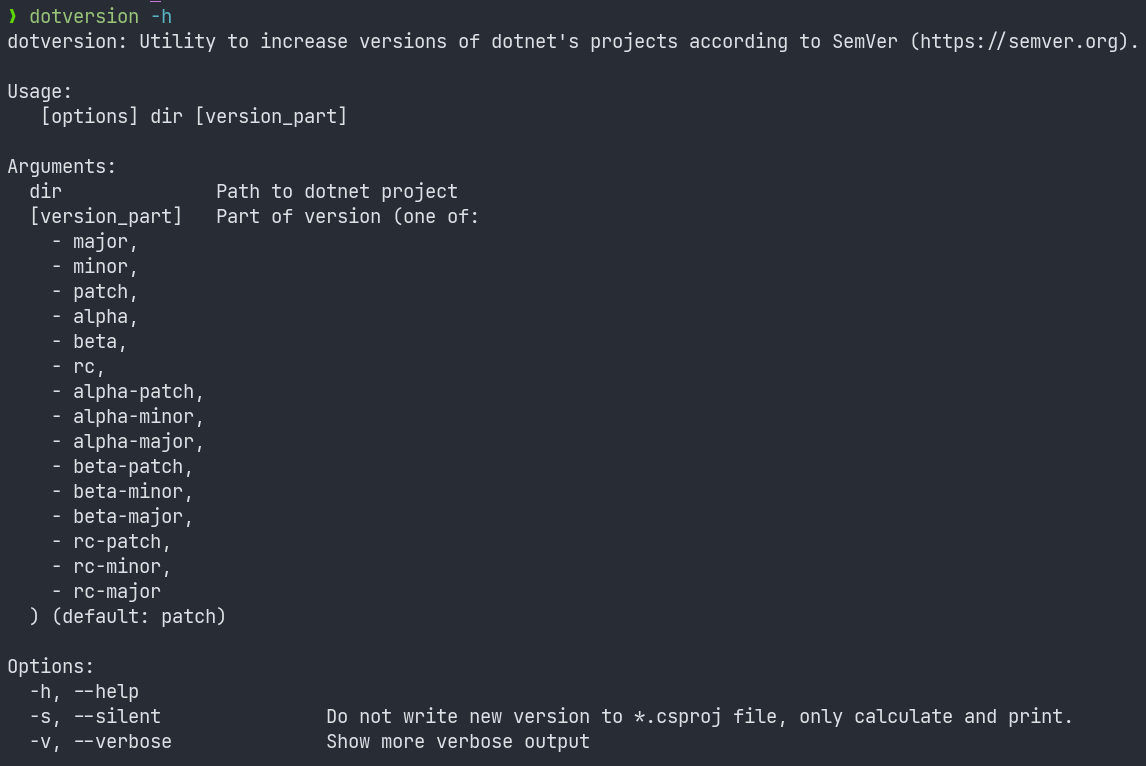 ❯ dotversion -h
dotversion: Utility to increase versions of dotnet's projects according to SemVer (https://semver.org).

Usage:
   [options] dir [version_part]

Arguments:
  dir              Path to dotnet project
  [version_part]   Part of version (one of:
    - major,
    - minor,
    - patch,
    - alpha,
    - beta,
    - rc,
    - alpha-patch,
    - alpha-minor,
    - alpha-major,
    - beta-patch,
    - beta-minor,
    - beta-major,
    - rc-patch,
    - rc-minor,
    - rc-major
  ) (default: patch)

Options:
  -h, --help
  -s, --silent               Do not write new version to *.csproj file, only calculate and print.
  -v, --verbose              Show more verbose output